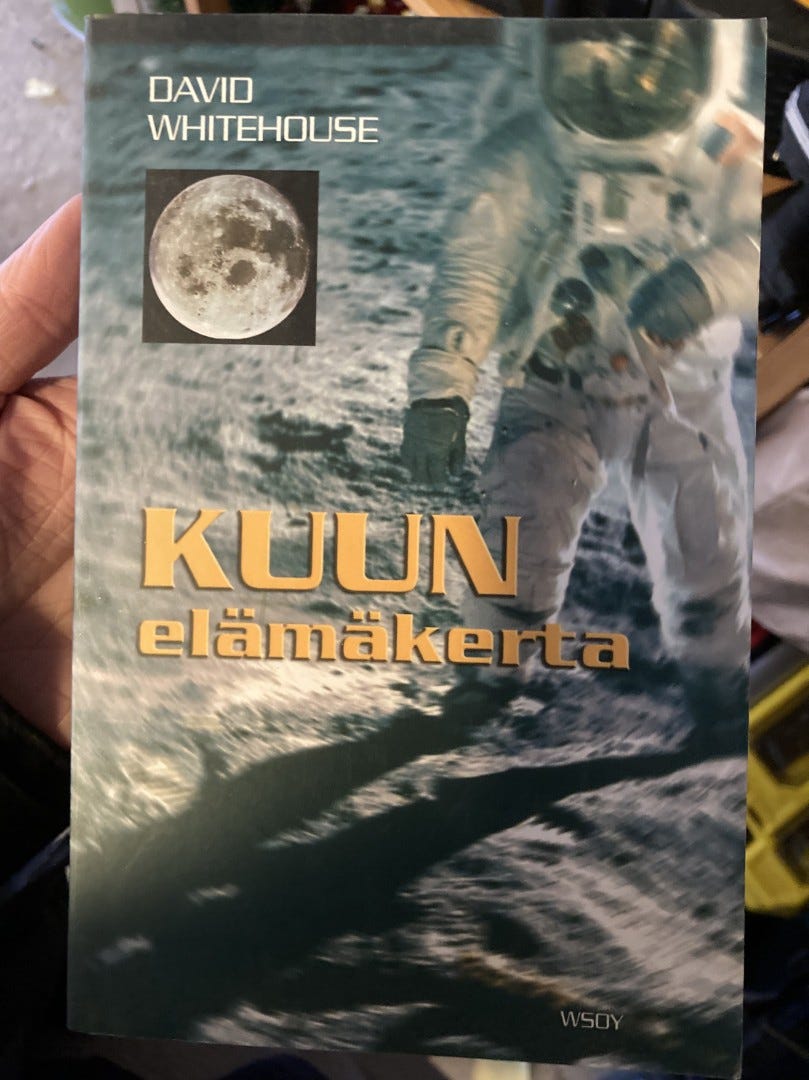 DAVID
WHITEHOUSE
KUUN
elämäkerta
WSOY